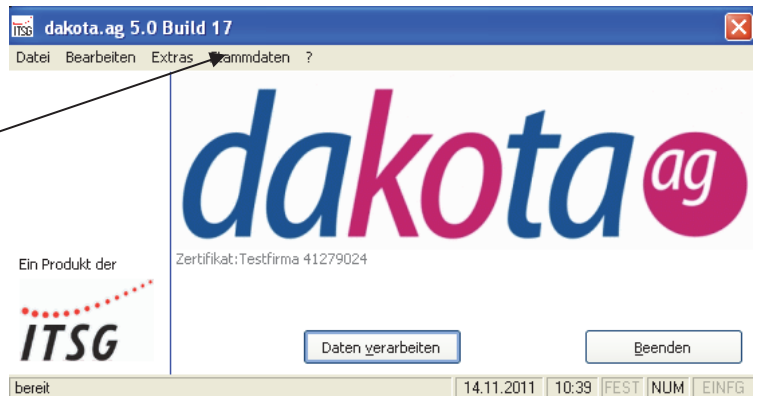 ITSG dakota.ag 5.0 Build 17
Datei Bearbeiten Extras Stammdaten ?
dakota ag
Zertifikat:Testfirma 41279024
Ein Produkt der
ITSG
Daten verarbeiten Beenden
bereit 14.11.2011 10:39 FEST NUM EINFG